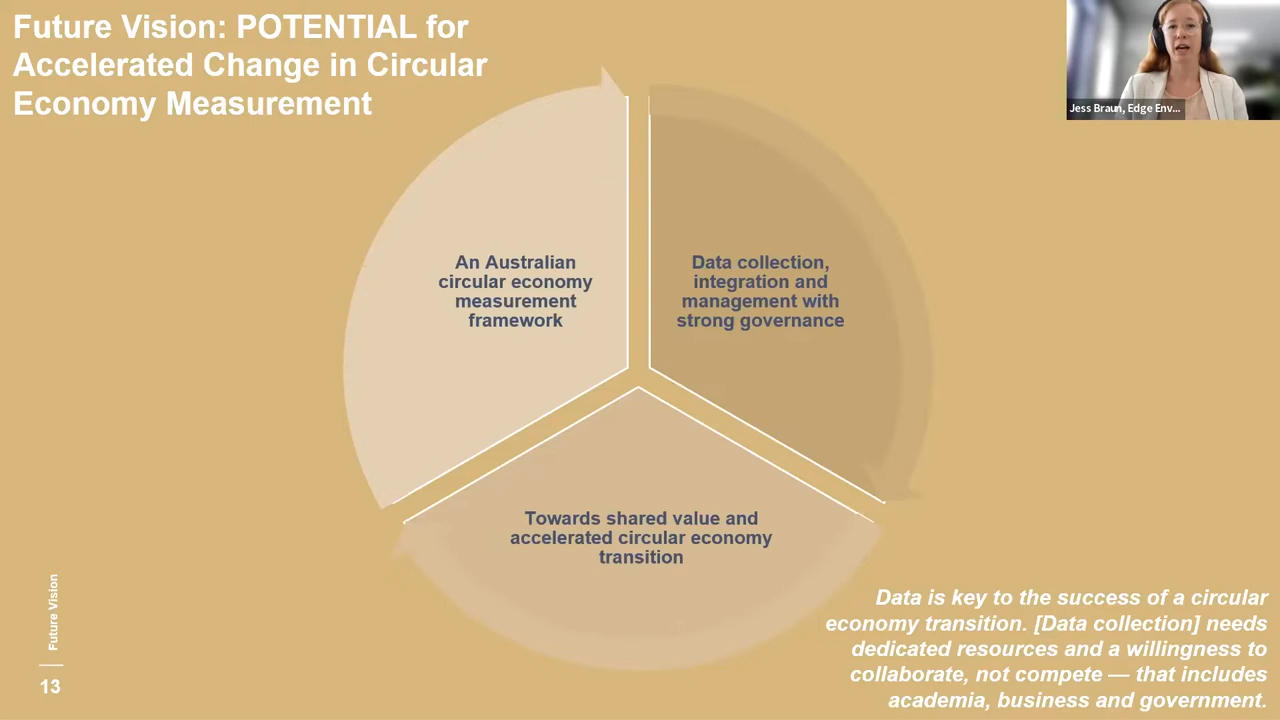 Future Vision: POTENTIAL for
Accelerated Change in Circular
Economy Measurement
Jess Braun, Edge Env...
An Australian
circular economy
measurement
framework
Data collection,
integration and
management with
strong governance
Towards shared value and
accelerated circular economy
transition
Data is key to the success of a circular
economy transition. [Data collection] needs
dedicated resources and a willingness to
collaborate, not compete — that includes
academia, business and government.
Future Vision
13